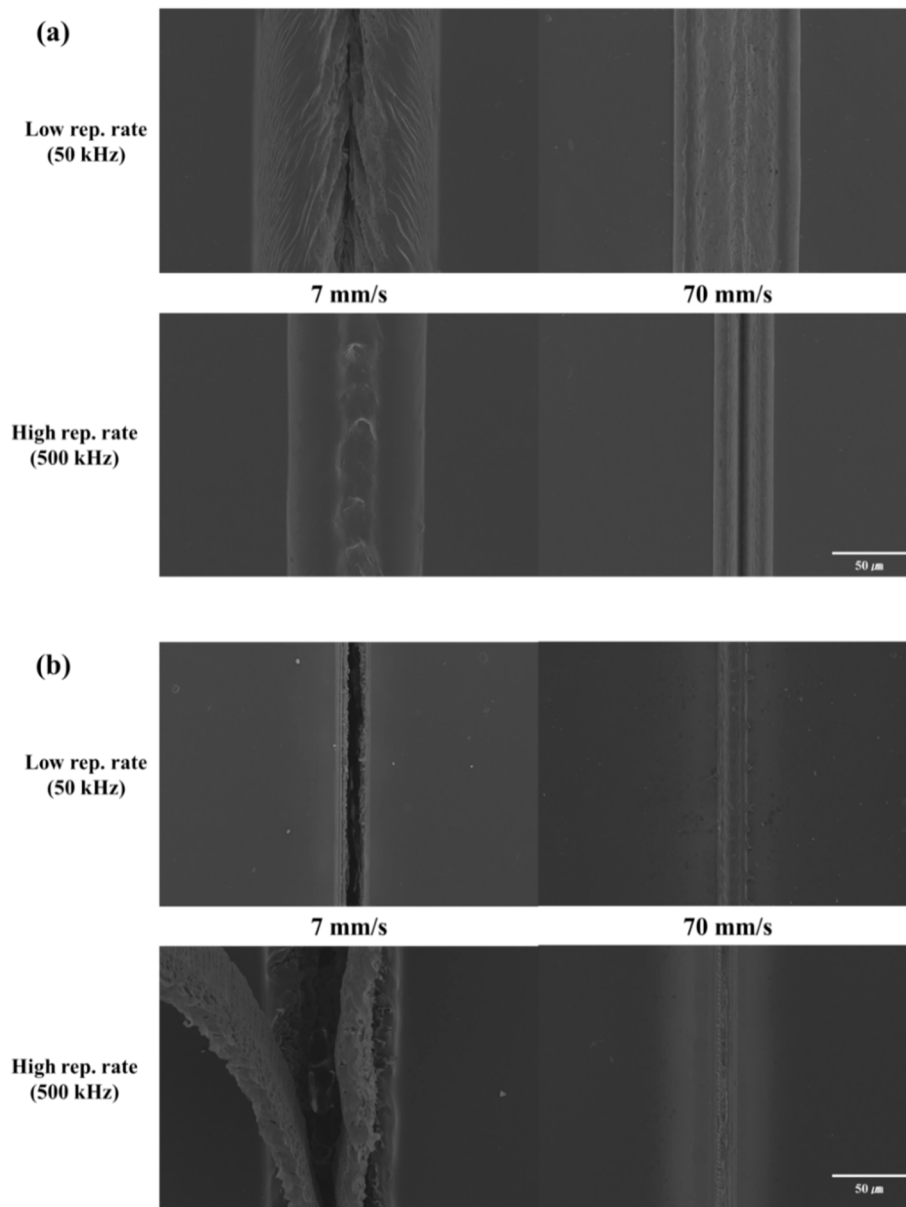 (a)
Low rep. rate
(50 kHz)
7 mm/s
70 mm/s
High rep. rate
(500 kHz)
50 ㎛
(b)
Low rep. rate
(50 kHz)
7 mm/s
70 mm/s
High rep. rate
(500 kHz)
50 ㎛